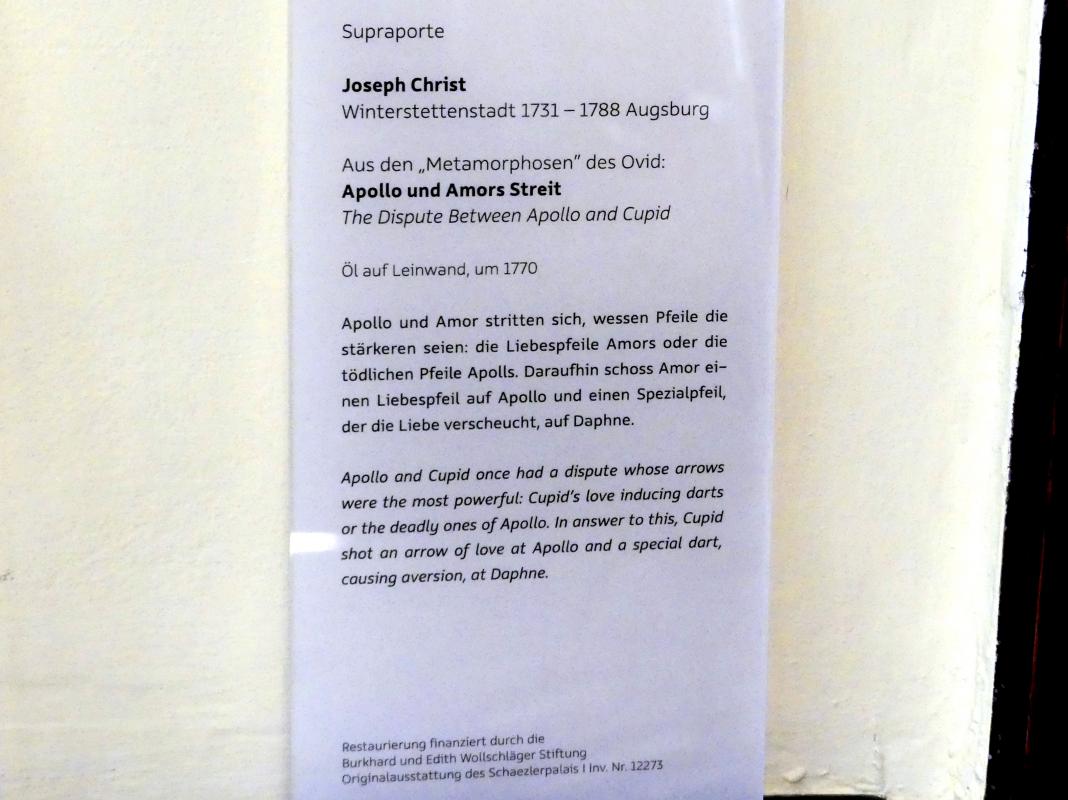 Supraporte
Joseph Christ
Winterstettenstadt 1731 – 1788 Augsburg
Aus den „Metamorphosen" des Ovid:
Apollo und Amors Streit
The Dispute Between Apollo and Cupid
Öl auf Leinwand, um 1770
Apollo und Amor stritten sich, wessen Pfeile die
stärkeren seien: die Liebespfeile Amors oder die
tödlichen Pfeile Apolls. Daraufhin schoss Amor ei-
nen Liebespfeil auf Apollo und einen Spezialpfeil,
der die Liebe verscheucht, auf Daphne.
Apollo and Cupid once had a dispute whose arrows
were the most powerful: Cupid's love inducing darts
or the deadly ones of Apollo. In answer to this, Cupid
shot an arrow of love at Apollo and a special dart,
causing aversion, at Daphne.
Restaurierung finanziert durch die
Burkhard und Edith Wollschläger Stiftung
Originalausstattung des Schaezlerpalais I Inv. Nr. 12273